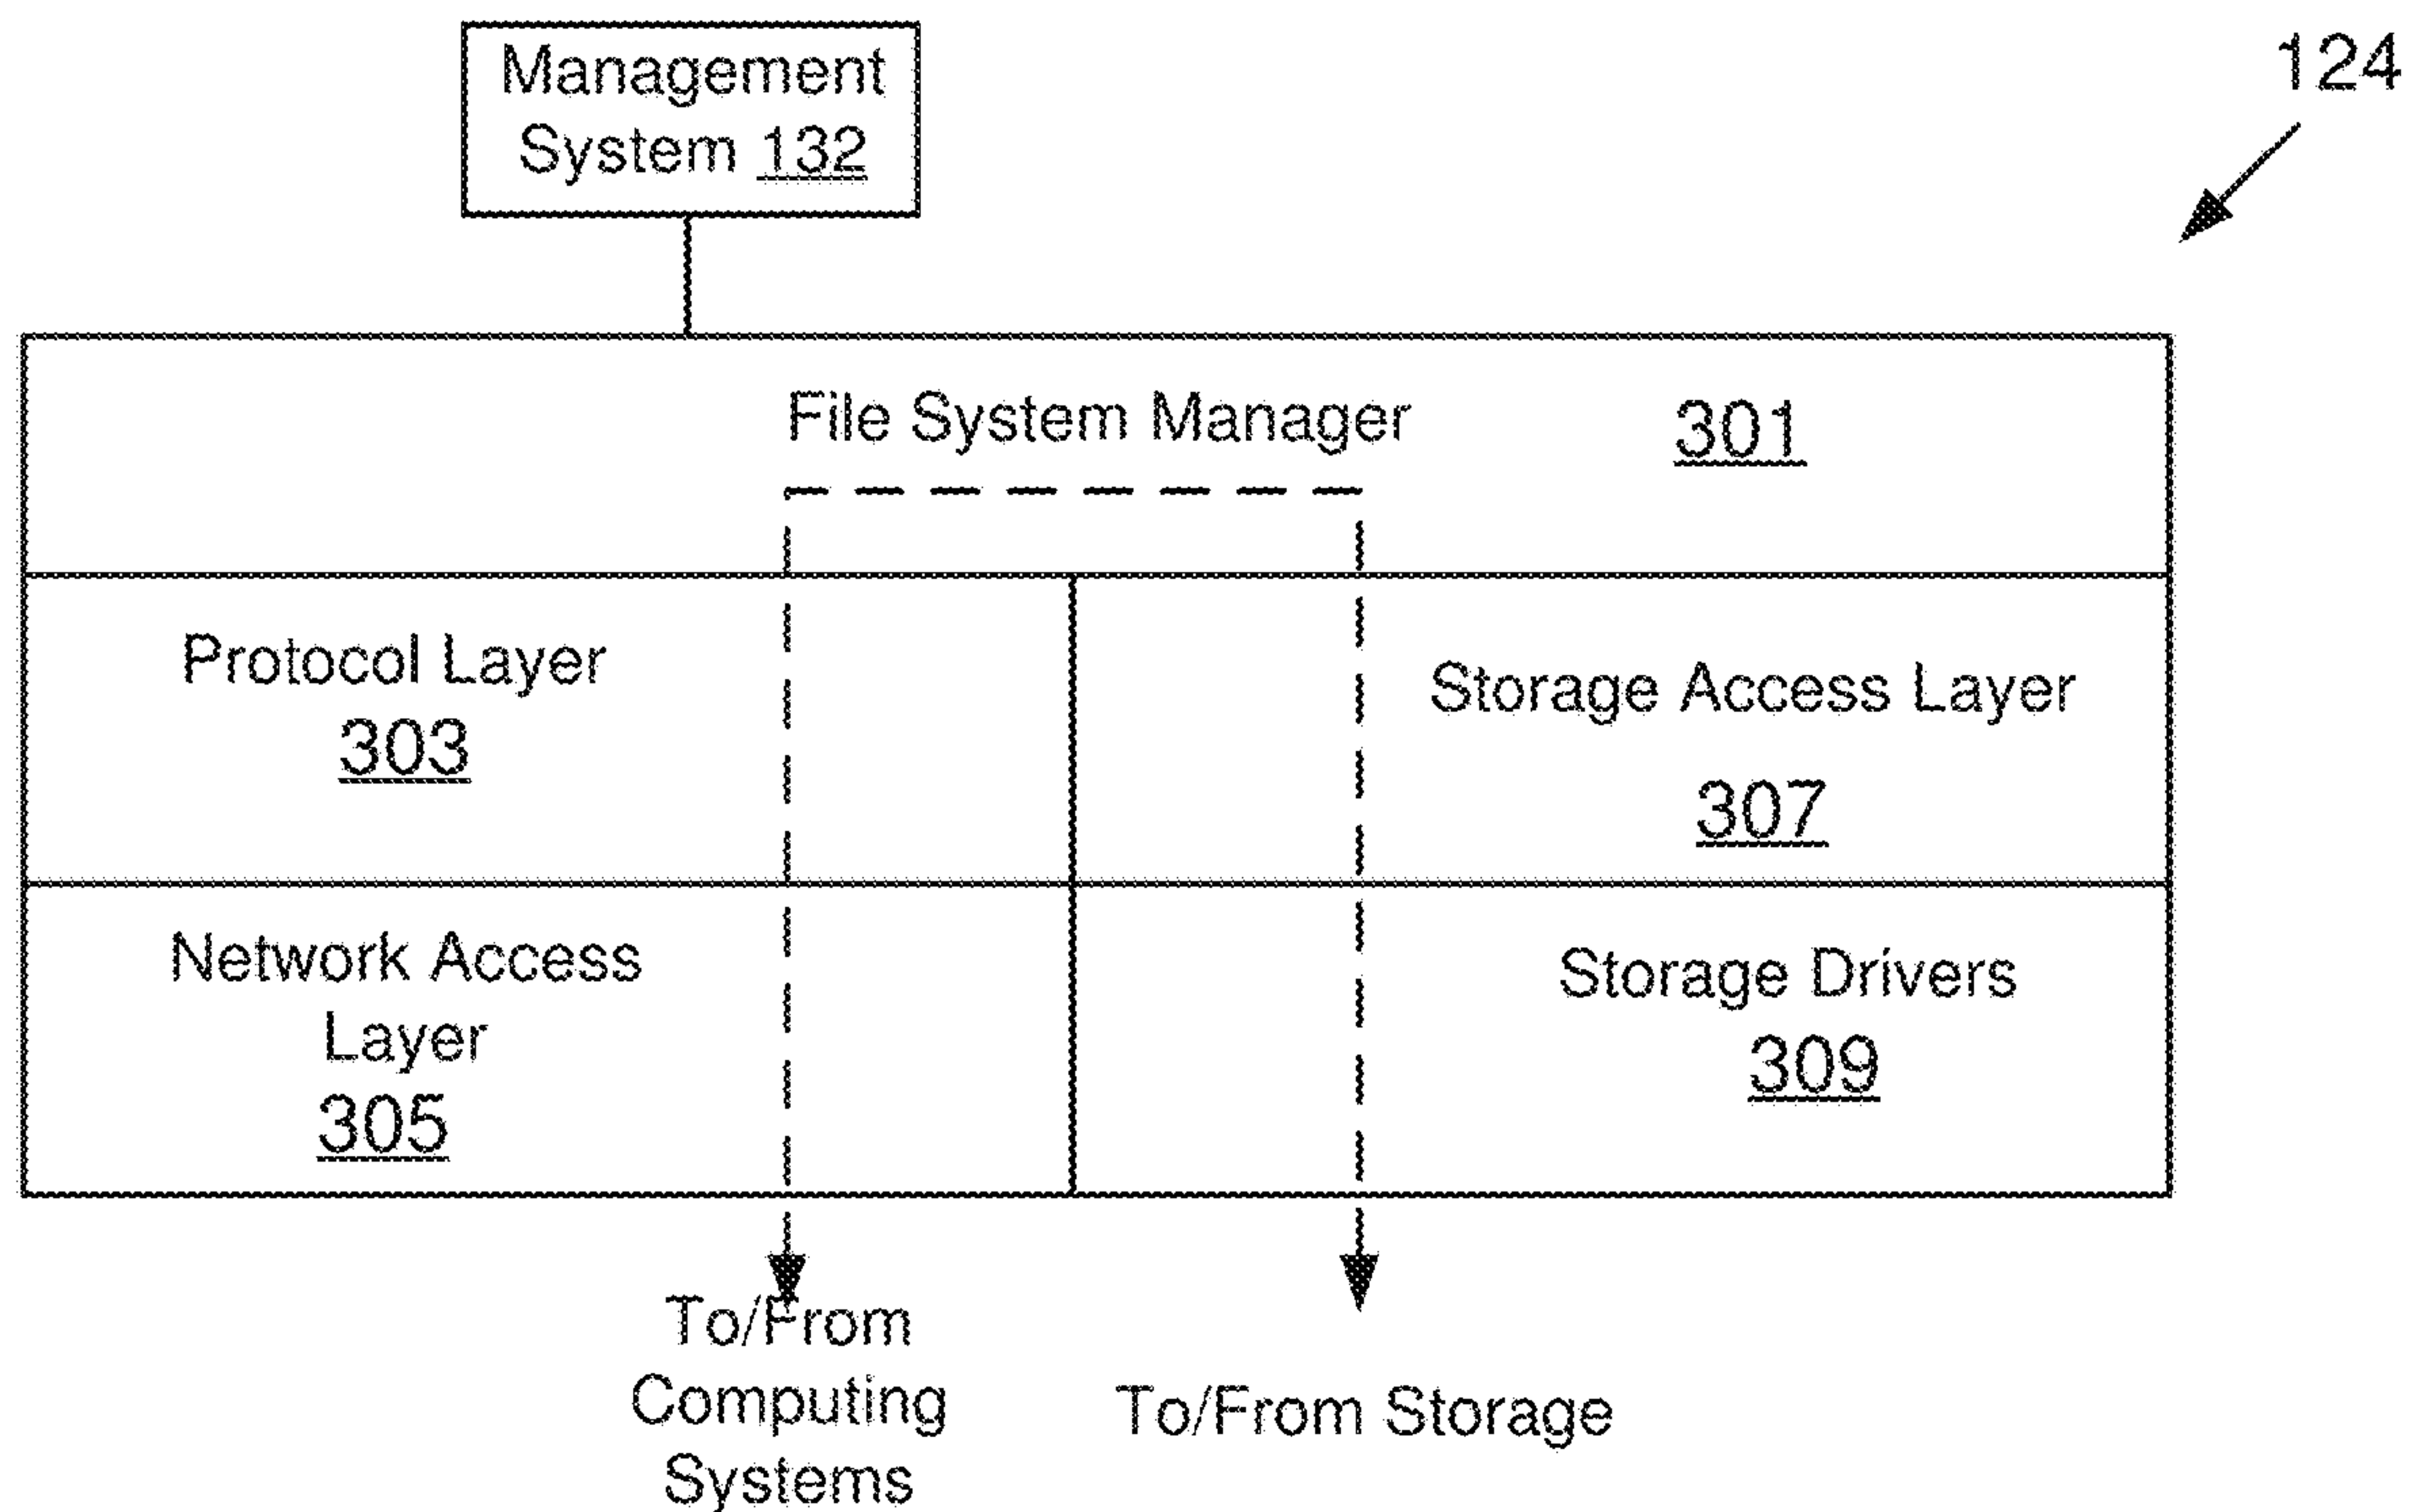 Management
System 132
124
File System Manager 301
Protocol Layer
303
Storage Access Layer
307
Network Access
Layer
305
Storage Drivers
309
To/From
Computing
Systems
To/From Storage